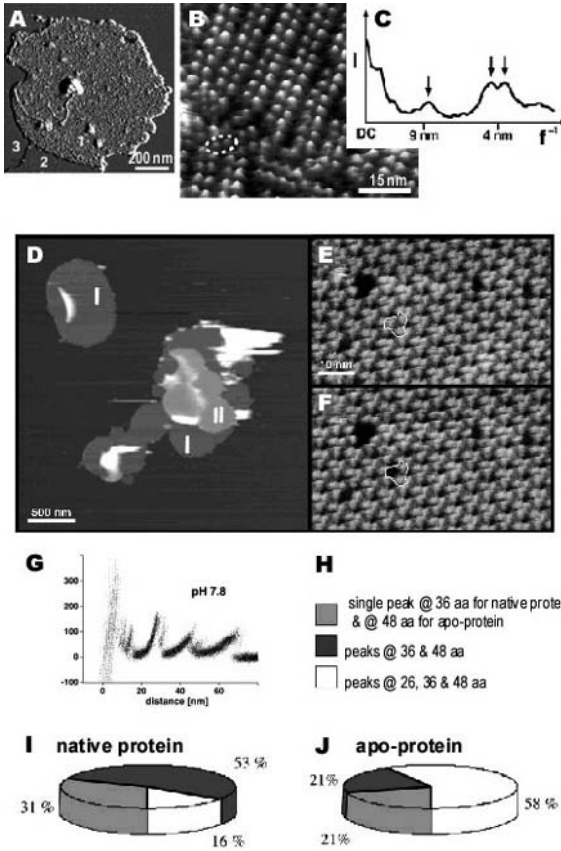 A
3
2
1
200 nm
B
15 nm
C
I
DC
9 nm
4 nm
f⁻¹
D
I
II
I
500 nm
E
10 nm
F
G
pH 7.8
300
200
100
0
-100
0 20 40 60
distance [nm]
H
single peak @ 36 aa for native prote
& @ 48 aa for apo-protein
peaks @ 36 & 48 aa
peaks @ 26, 36 & 48 aa
I native protein
53 %
31 %
16 %
J apo-protein
21%
58 %
21%